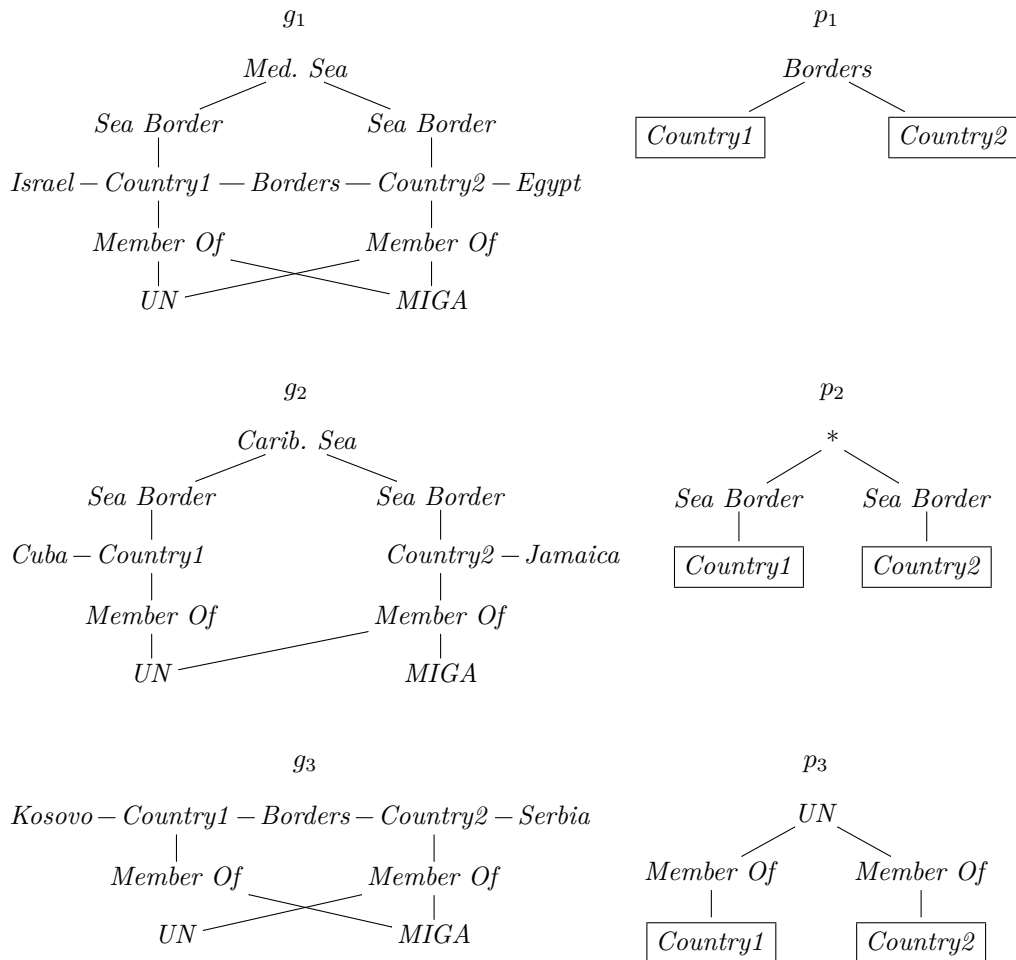 g1 p1
Med. Sea Borders
Sea Border Sea Border Country1 Country2
Israel – Country1 — Borders — Country2 – Egypt
Member Of Member Of
UN MIGA
g2 p2
Carib. Sea *
Sea Border Sea Border Sea Border Sea Border
Cuba – Country1 Country2 – Jamaica Country1 Country2
Member Of Member Of
UN MIGA
g3 p3
Kosovo – Country1 – Borders – Country2 – Serbia UN
Member Of Member Of Member Of Member Of
UN MIGA Country1 Country2